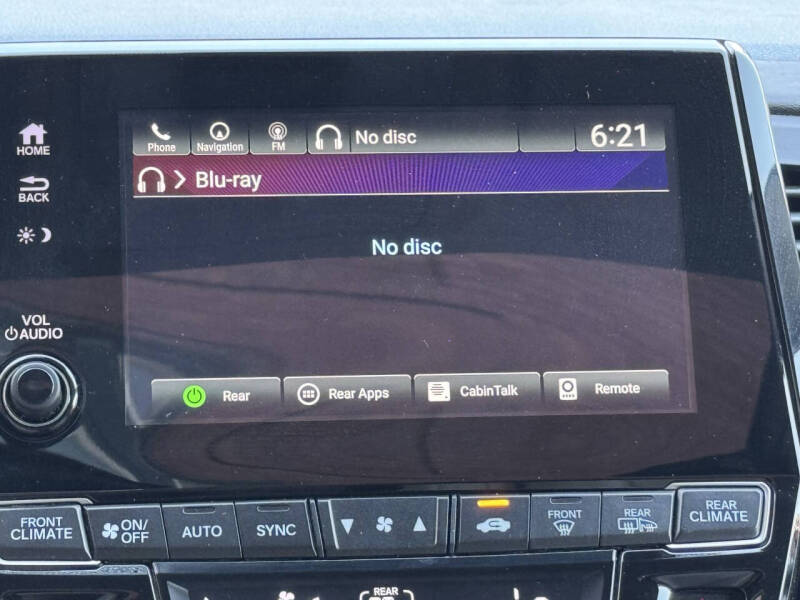 HOME
BACK
VOL
AUDIO
Phone
Navigation
FM
No disc
6:21
Blu-ray
No disc
Rear
Rear Apps
CabinTalk
Remote
FRONT
CLIMATE
ON/
OFF
AUTO
SYNC
FRONT
REAR
REAR
CLIMATE
REAR